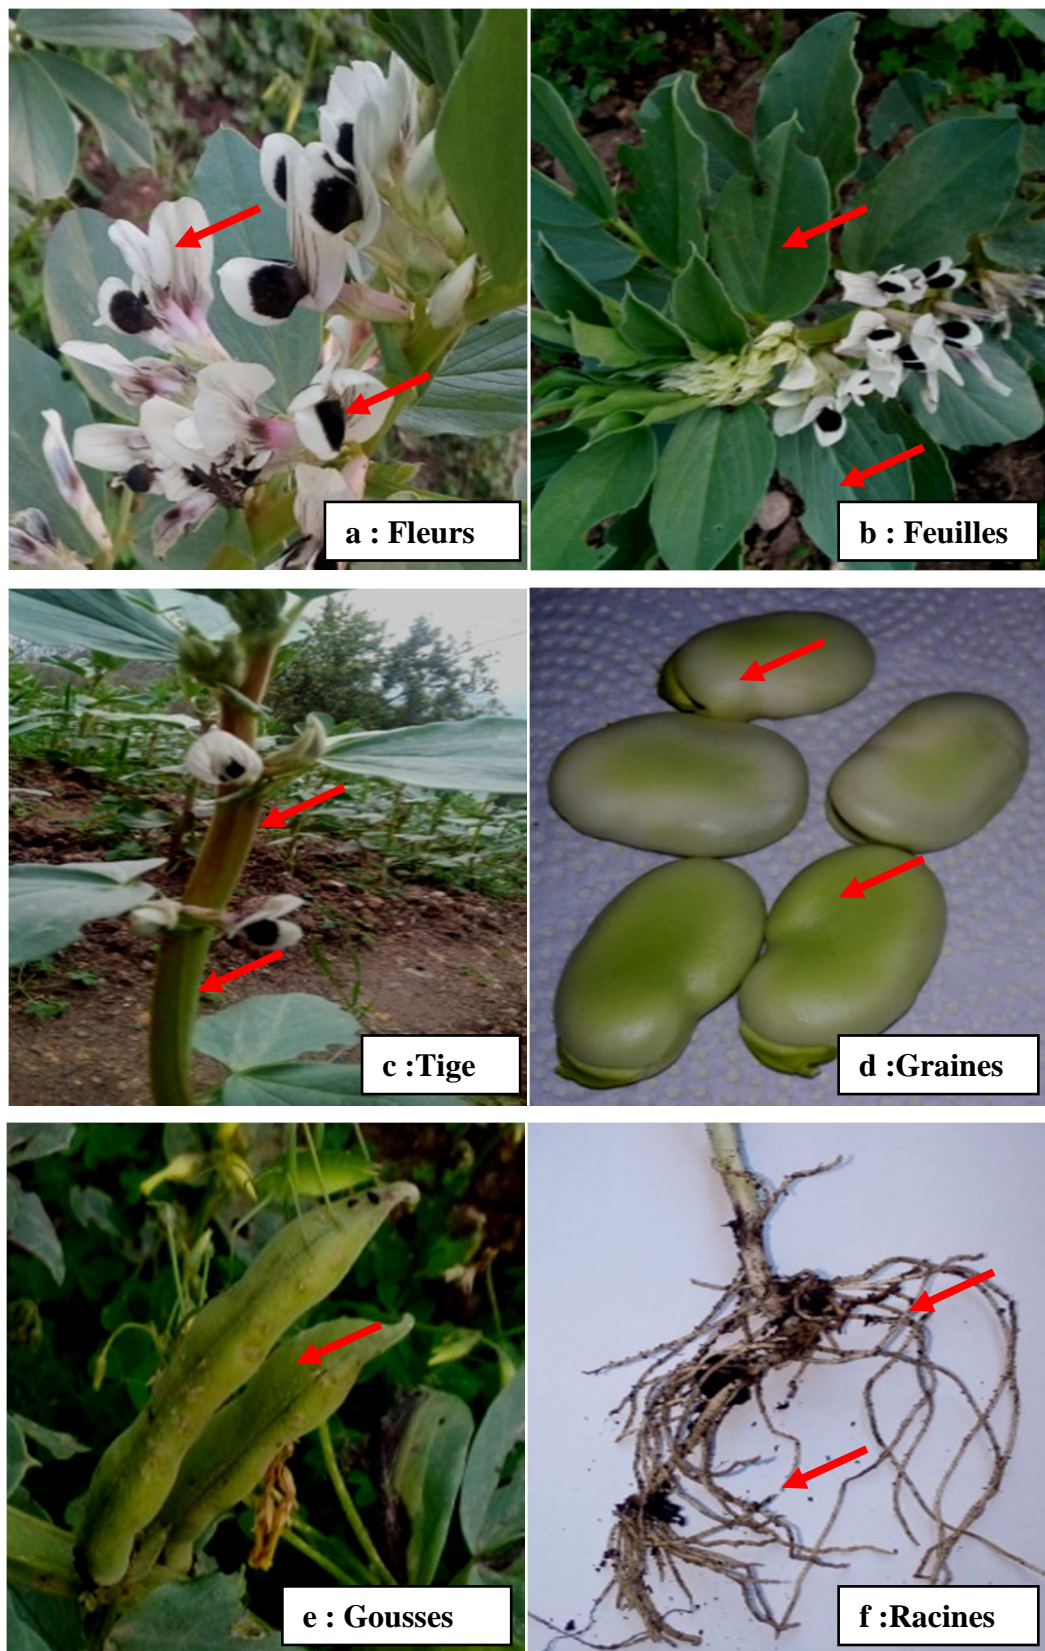 a : Fleurs
b : Feuilles
c :Tige
d :Graines
e : Gousses
f :Racines